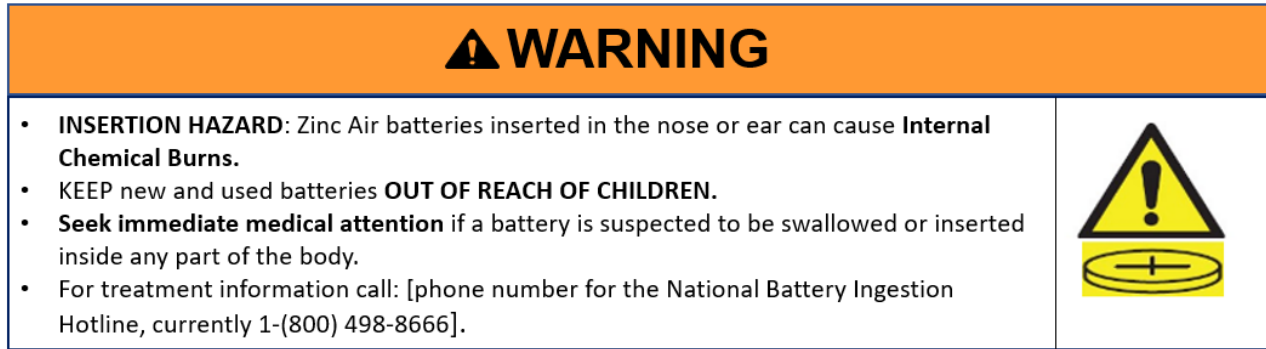 WARNING
• INSERTION HAZARD: Zinc Air batteries inserted in the nose or ear can cause Internal
Chemical Burns.
• KEEP new and used batteries OUT OF REACH OF CHILDREN.
• Seek immediate medical attention if a battery is suspected to be swallowed or inserted
inside any part of the body.
• For treatment information call: [phone number for the National Battery Ingestion
Hotline, currently 1-(800) 498-8666].